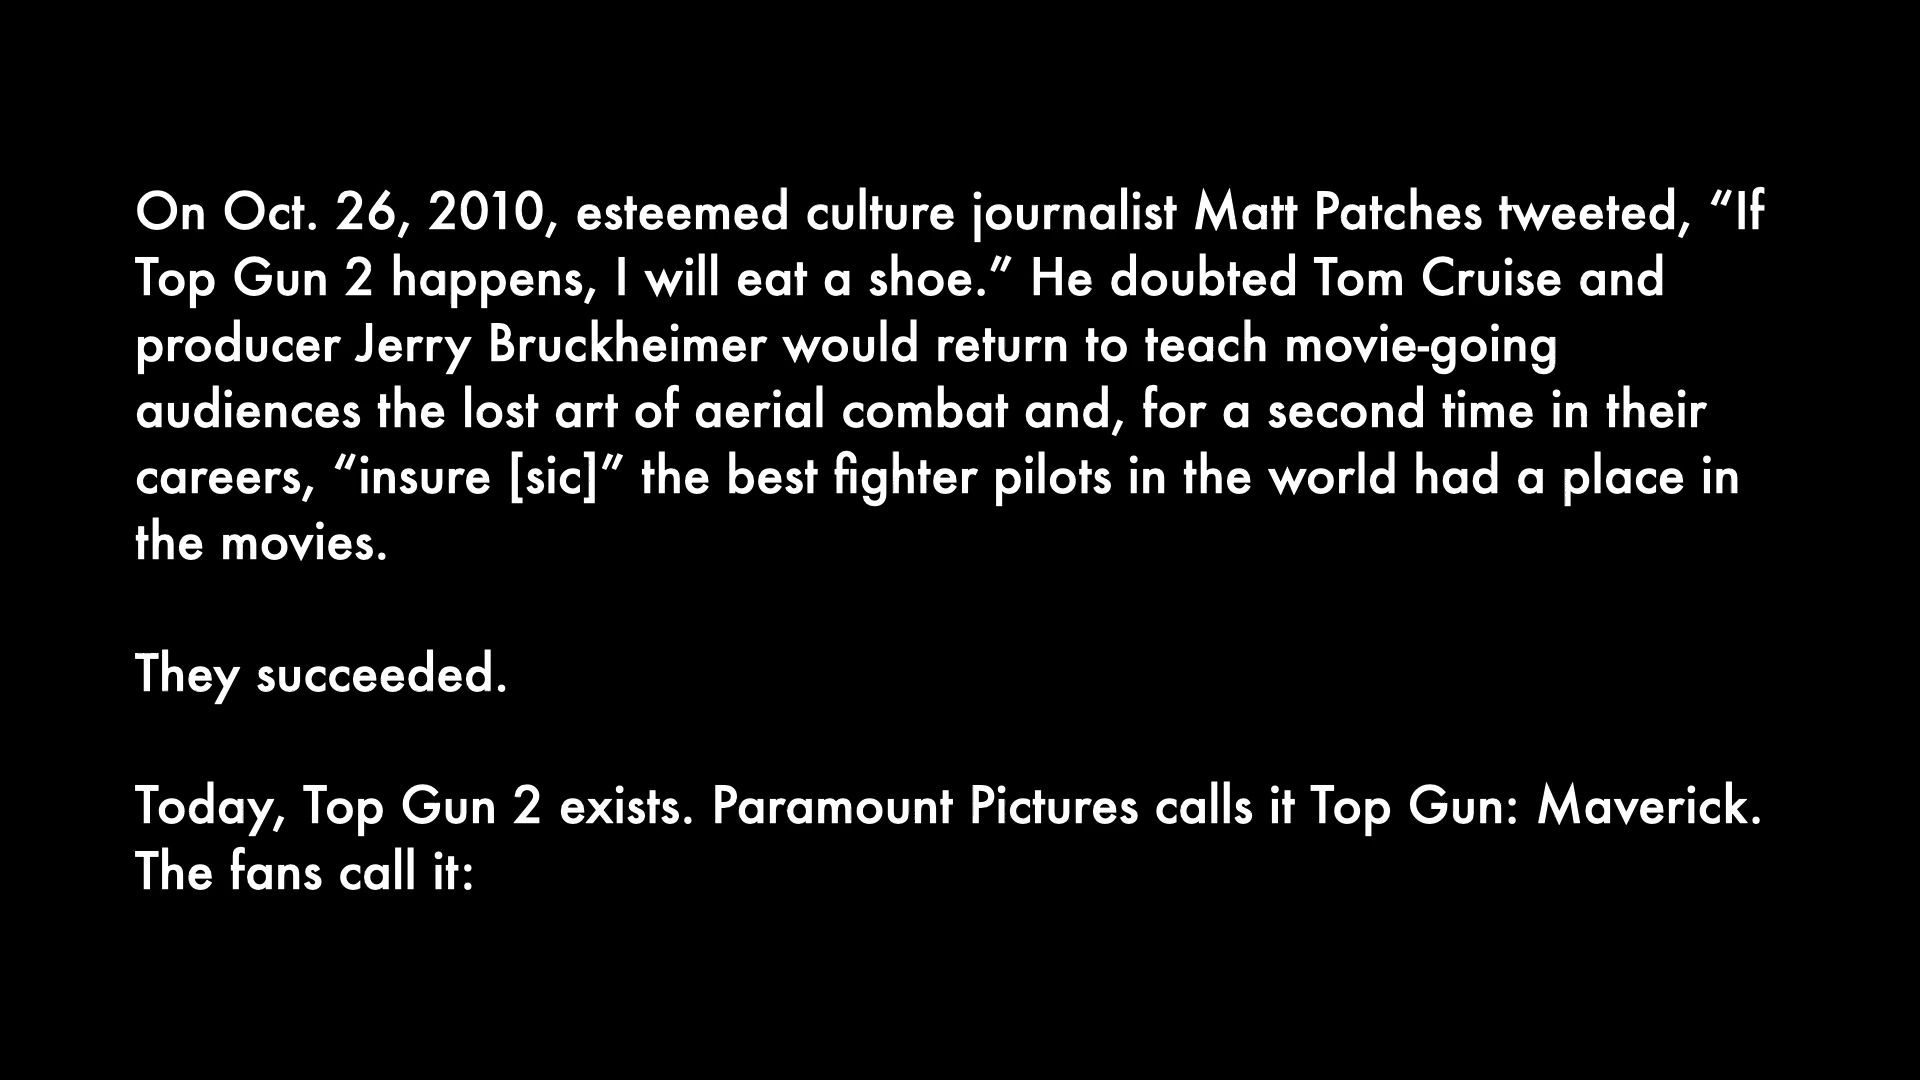 On Oct. 26, 2010, esteemed culture journalist Matt Patches tweeted, “If
Top Gun 2 happens, I will eat a shoe.” He doubted Tom Cruise and
producer Jerry Bruckheimer would return to teach movie-going
audiences the lost art of aerial combat and, for a second time in their
careers, “insure [sic]” the best fighter pilots in the world had a place in
the movies.
They succeeded.
Today, Top Gun 2 exists. Paramount Pictures calls it Top Gun: Maverick.
The fans call it: